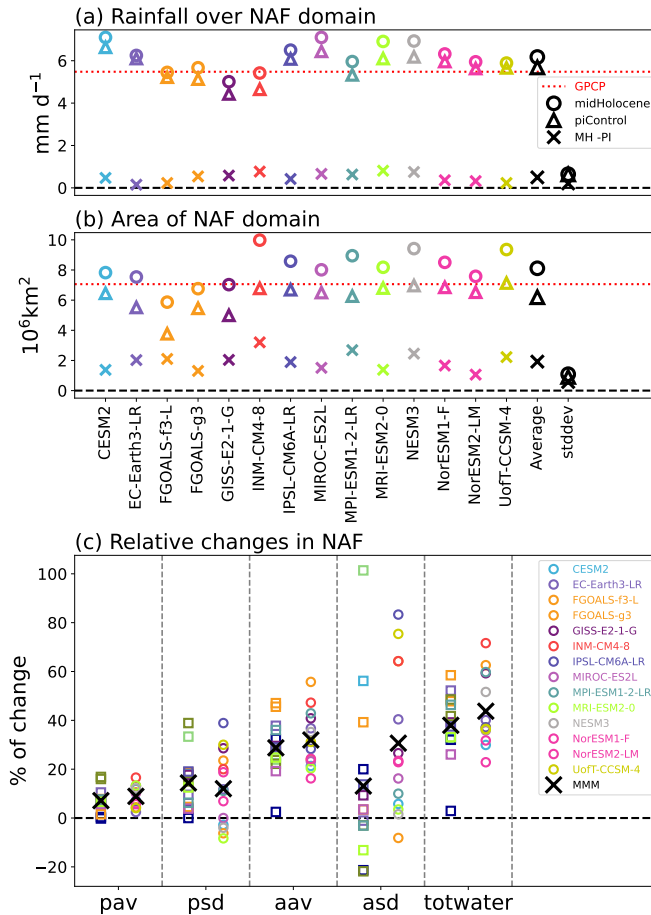 (a) Rainfall over NAF domain
mm d⁻¹
6
4
2
0
GPCP
midHolocene
piControl
MH -PI
(b) Area of NAF domain
10⁶km²
10
8
6
4
2
0
CESM2
EC-Earth3-LR
FGOALS-f3-L
FGOALS-g3
GISS-E2-1-G
INM-CM4-8
IPSL-CM6A-LR
MIROC-ES2L
MPI-ESM1-2-LR
MRI-ESM2-0
NESM3
NorESM1-F
NorESM2-LM
UofT-CCSM-4
Average
stddev
(c) Relative changes in NAF
% of change
100
80
60
40
20
0
−20
CESM2
EC-Earth3-LR
FGOALS-f3-L
FGOALS-g3
GISS-E2-1-G
INM-CM4-8
IPSL-CM6A-LR
MIROC-ES2L
MPI-ESM1-2-LR
MRI-ESM2-0
NESM3
NorESM1-F
NorESM2-LM
UofT-CCSM-4
MMM
pav psd aav asd totwater